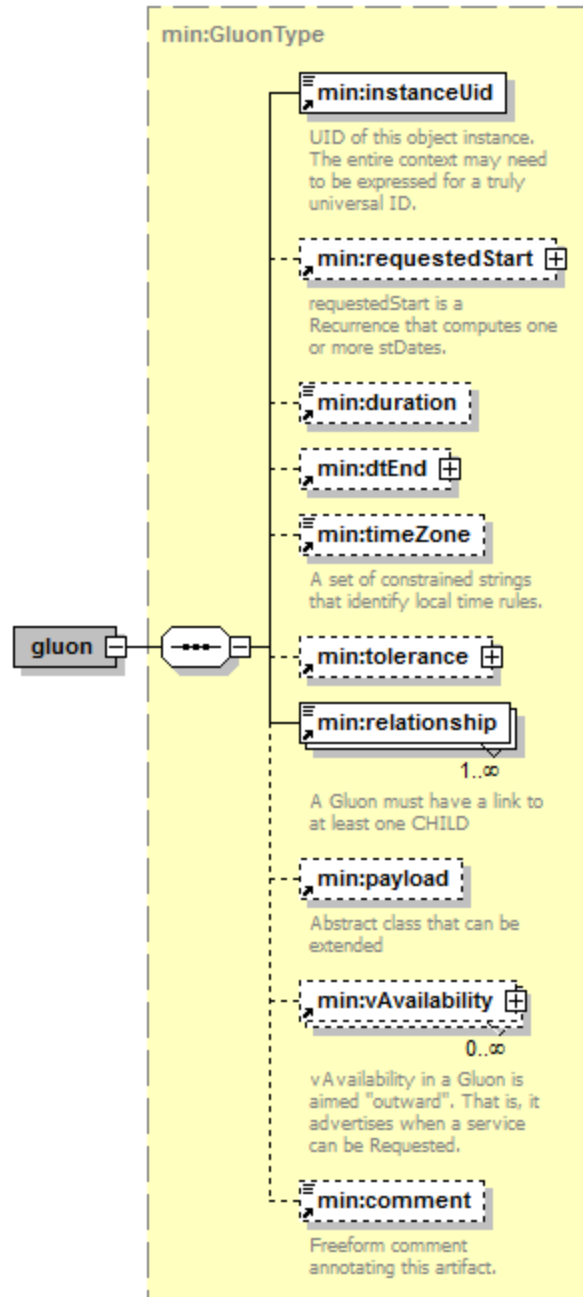 min:GluonType
min:instanceUid
UID of this object instance.
The entire context may need
to be expressed for a truly
universal ID.
min:requestedStart
requestedStart is a
Recurrence that computes one
or more stDates.
min:duration
min:dtEnd
min:timeZone
A set of constrained strings
that identify local time rules.
gluon
min:tolerance
min:relationship
1..∞
A Gluon must have a link to
at least one CHILD
min:payload
Abstract class that can be
extended
min:vAvailability
0..∞
vAvailability in a Gluon is
aimed "outward". That is, it
advertises when a service
can be Requested.
min:comment
Freeform comment
annotating this artifact.